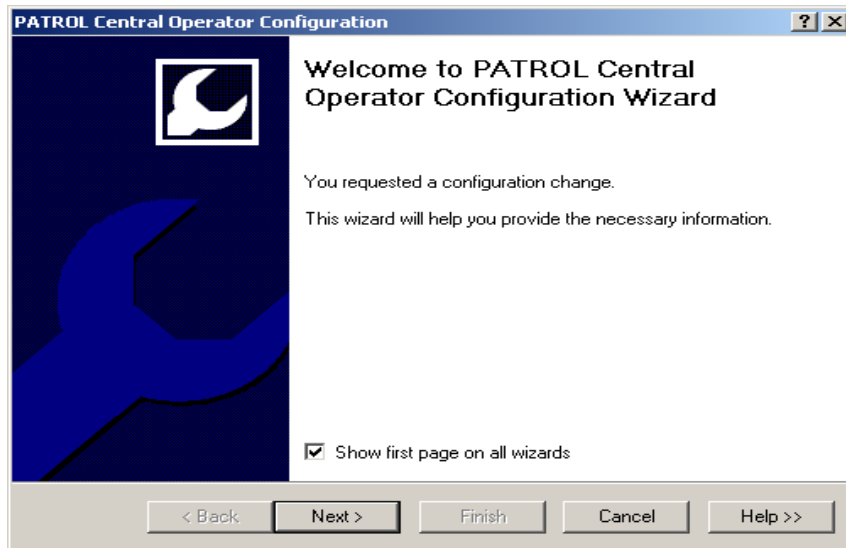 PATROL Central Operator Configuration
Welcome to PATROL Central
Operator Configuration Wizard
You requested a configuration change.
This wizard will help you provide the necessary information.
Show first page on all wizards
< Back Next > Finish Cancel Help >>